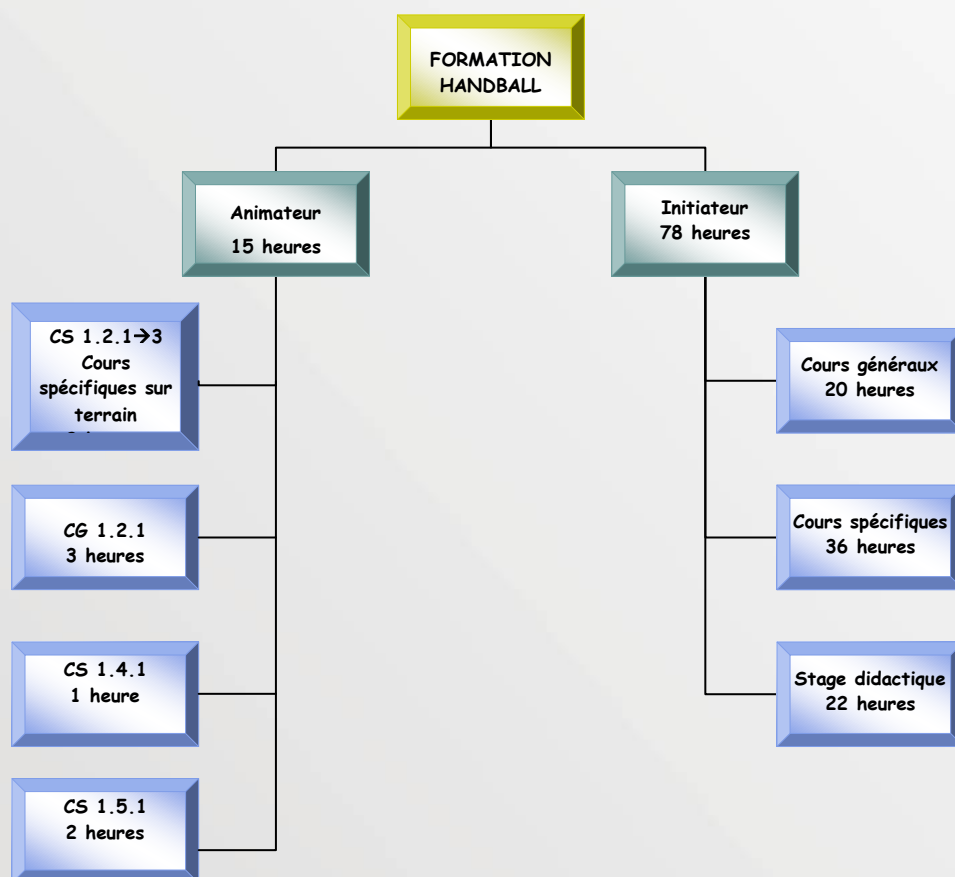 FORMATION
HANDBALL
Animateur
15 heures
Initiateur
78 heures
CS 1.2.1→3
Cours
spécifiques sur
terrain
CG 1.2.1
3 heures
CS 1.4.1
1 heure
CS 1.5.1
2 heures
Cours généraux
20 heures
Cours spécifiques
36 heures
Stage didactique
22 heures